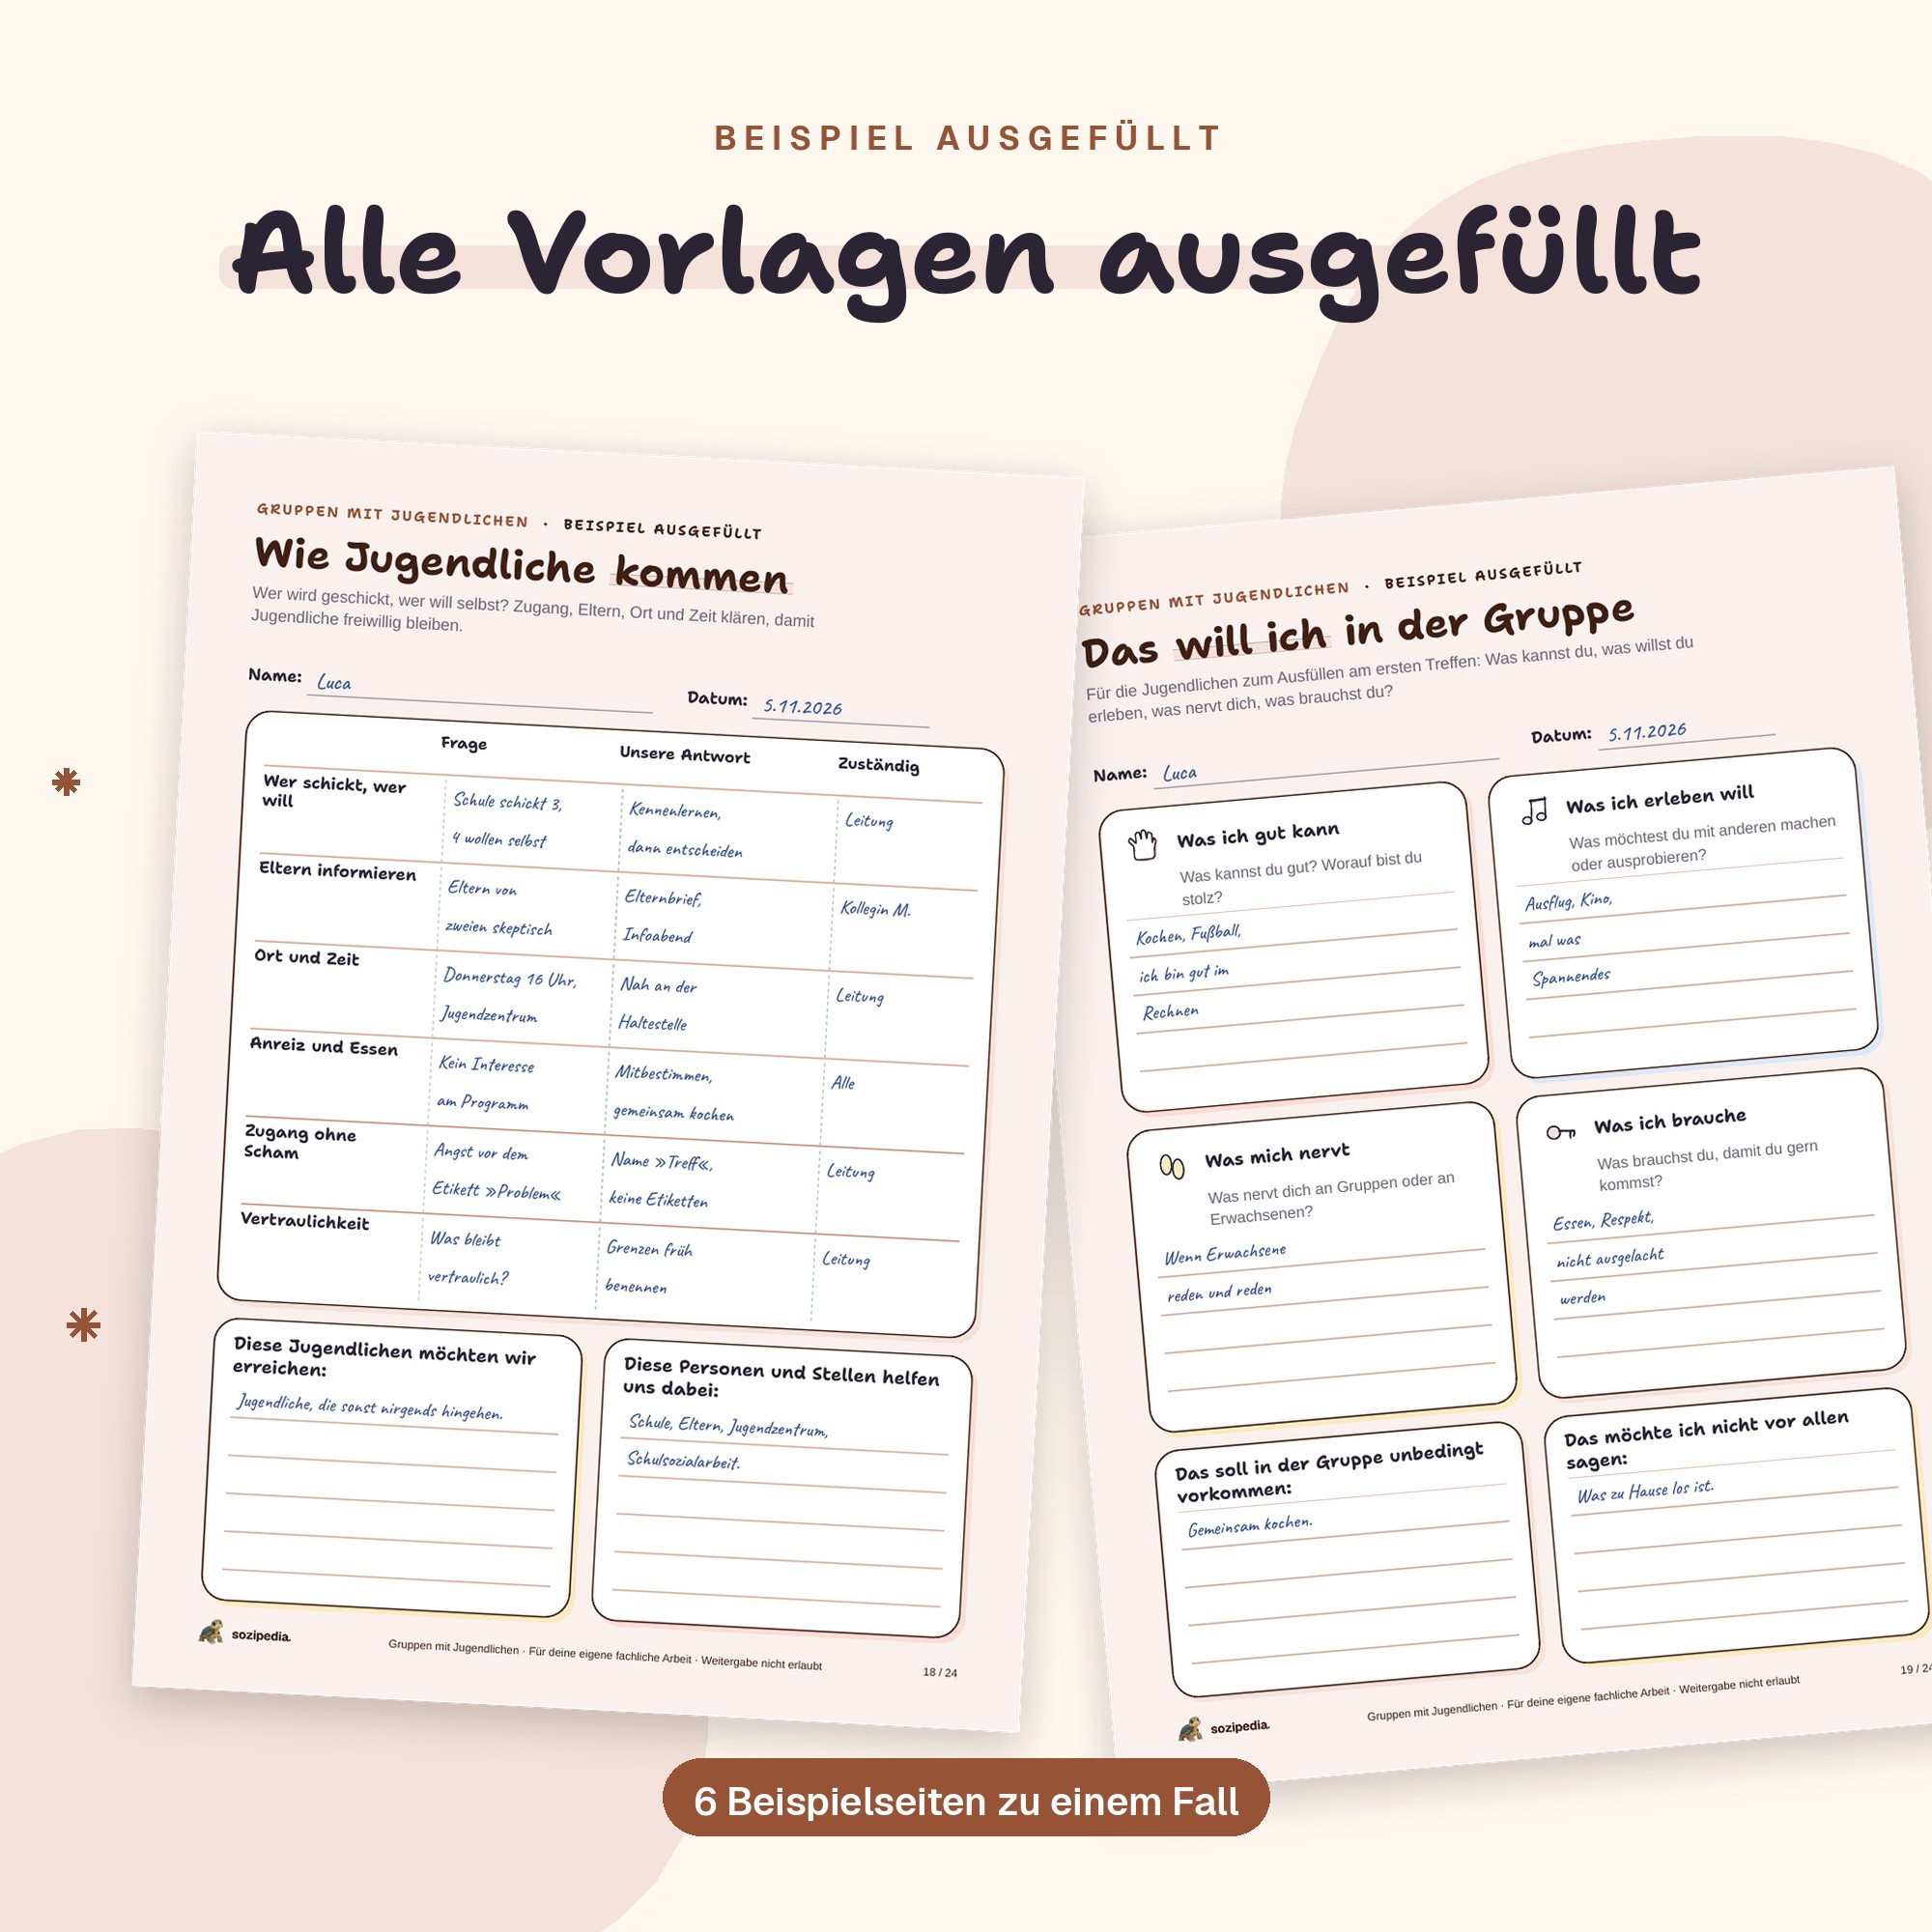 BEISPIEL AUSGEFÜLLT
Alle Vorlagen ausgefüllt
GRUPPEN MIT JUGENDLICHEN · BEISPIEL AUSGEFÜLLT
Wie Jugendliche kommen
Wer wird geschickt, wer will selbst? Zugang, Eltern, Ort und Zeit klären, damit
Jugendliche freiwillig bleiben.
Name: Luca Datum: 5.11.2026
Frage Unsere Antwort Zuständig
Wer schickt, wer
will
Schule schickt 3,
4 wollen selbst
Kennenlernen,
dann entscheiden
Leitung
Eltern informieren
Eltern von
zweien skeptisch
Elternbrief,
Infoabend
Kollegin M.
Ort und Zeit
Donnerstag 16 Uhr,
Jugendzentrum
Nah an der
Haltestelle
Leitung
Anreiz und Essen
Kein Interesse
am Programm
Mitbestimmen,
gemeinsam kochen
Alle
Zugang ohne
Scham
Angst vor dem
Etikett »Problem«
Name »Treff«,
keine Etiketten
Leitung
Vertraulichkeit
Was bleibt
vertraulich?
Grenzen früh
benennen
Leitung
Diese Jugendlichen möchten wir
erreichen:
Jugendliche, die sonst nirgends hingehen.
Diese Personen und Stellen helfen
uns dabei:
Schule, Eltern, Jugendzentrum,
Schulsozialarbeit.
sozipedia.
Gruppen mit Jugendlichen · Für deine eigene fachliche Arbeit · Weitergabe nicht erlaubt
18 / 24
GRUPPEN MIT JUGENDLICHEN · BEISPIEL AUSGEFÜLLT
Das will ich in der Gruppe
Für die Jugendlichen zum Ausfüllen am ersten Treffen: Was kannst du, was willst du
erleben, was nervt dich, was brauchst du?
Name: Luca Datum: 5.11.2026
Was ich gut kann
Was kannst du gut? Worauf bist du
stolz?
Kochen, Fußball,
ich bin gut im
Rechnen
Was ich erleben will
Was möchtest du mit anderen machen
oder ausprobieren?
Ausflug, Kino,
mal was
Spannendes
Was mich nervt
Was nervt dich an Gruppen oder an
Erwachsenen?
Wenn Erwachsene
reden und reden
Was ich brauche
Was brauchst du, damit du gern
kommst?
Essen, Respekt,
nicht ausgelacht
werden
Das soll in der Gruppe unbedingt
vorkommen:
Gemeinsam kochen.
Das möchte ich nicht vor allen
sagen:
Was zu Hause los ist.
sozipedia.
Gruppen mit Jugendlichen · Für deine eigene fachliche Arbeit · Weitergabe nicht erlaubt
19 / 24
6 Beispielseiten zu einem Fall